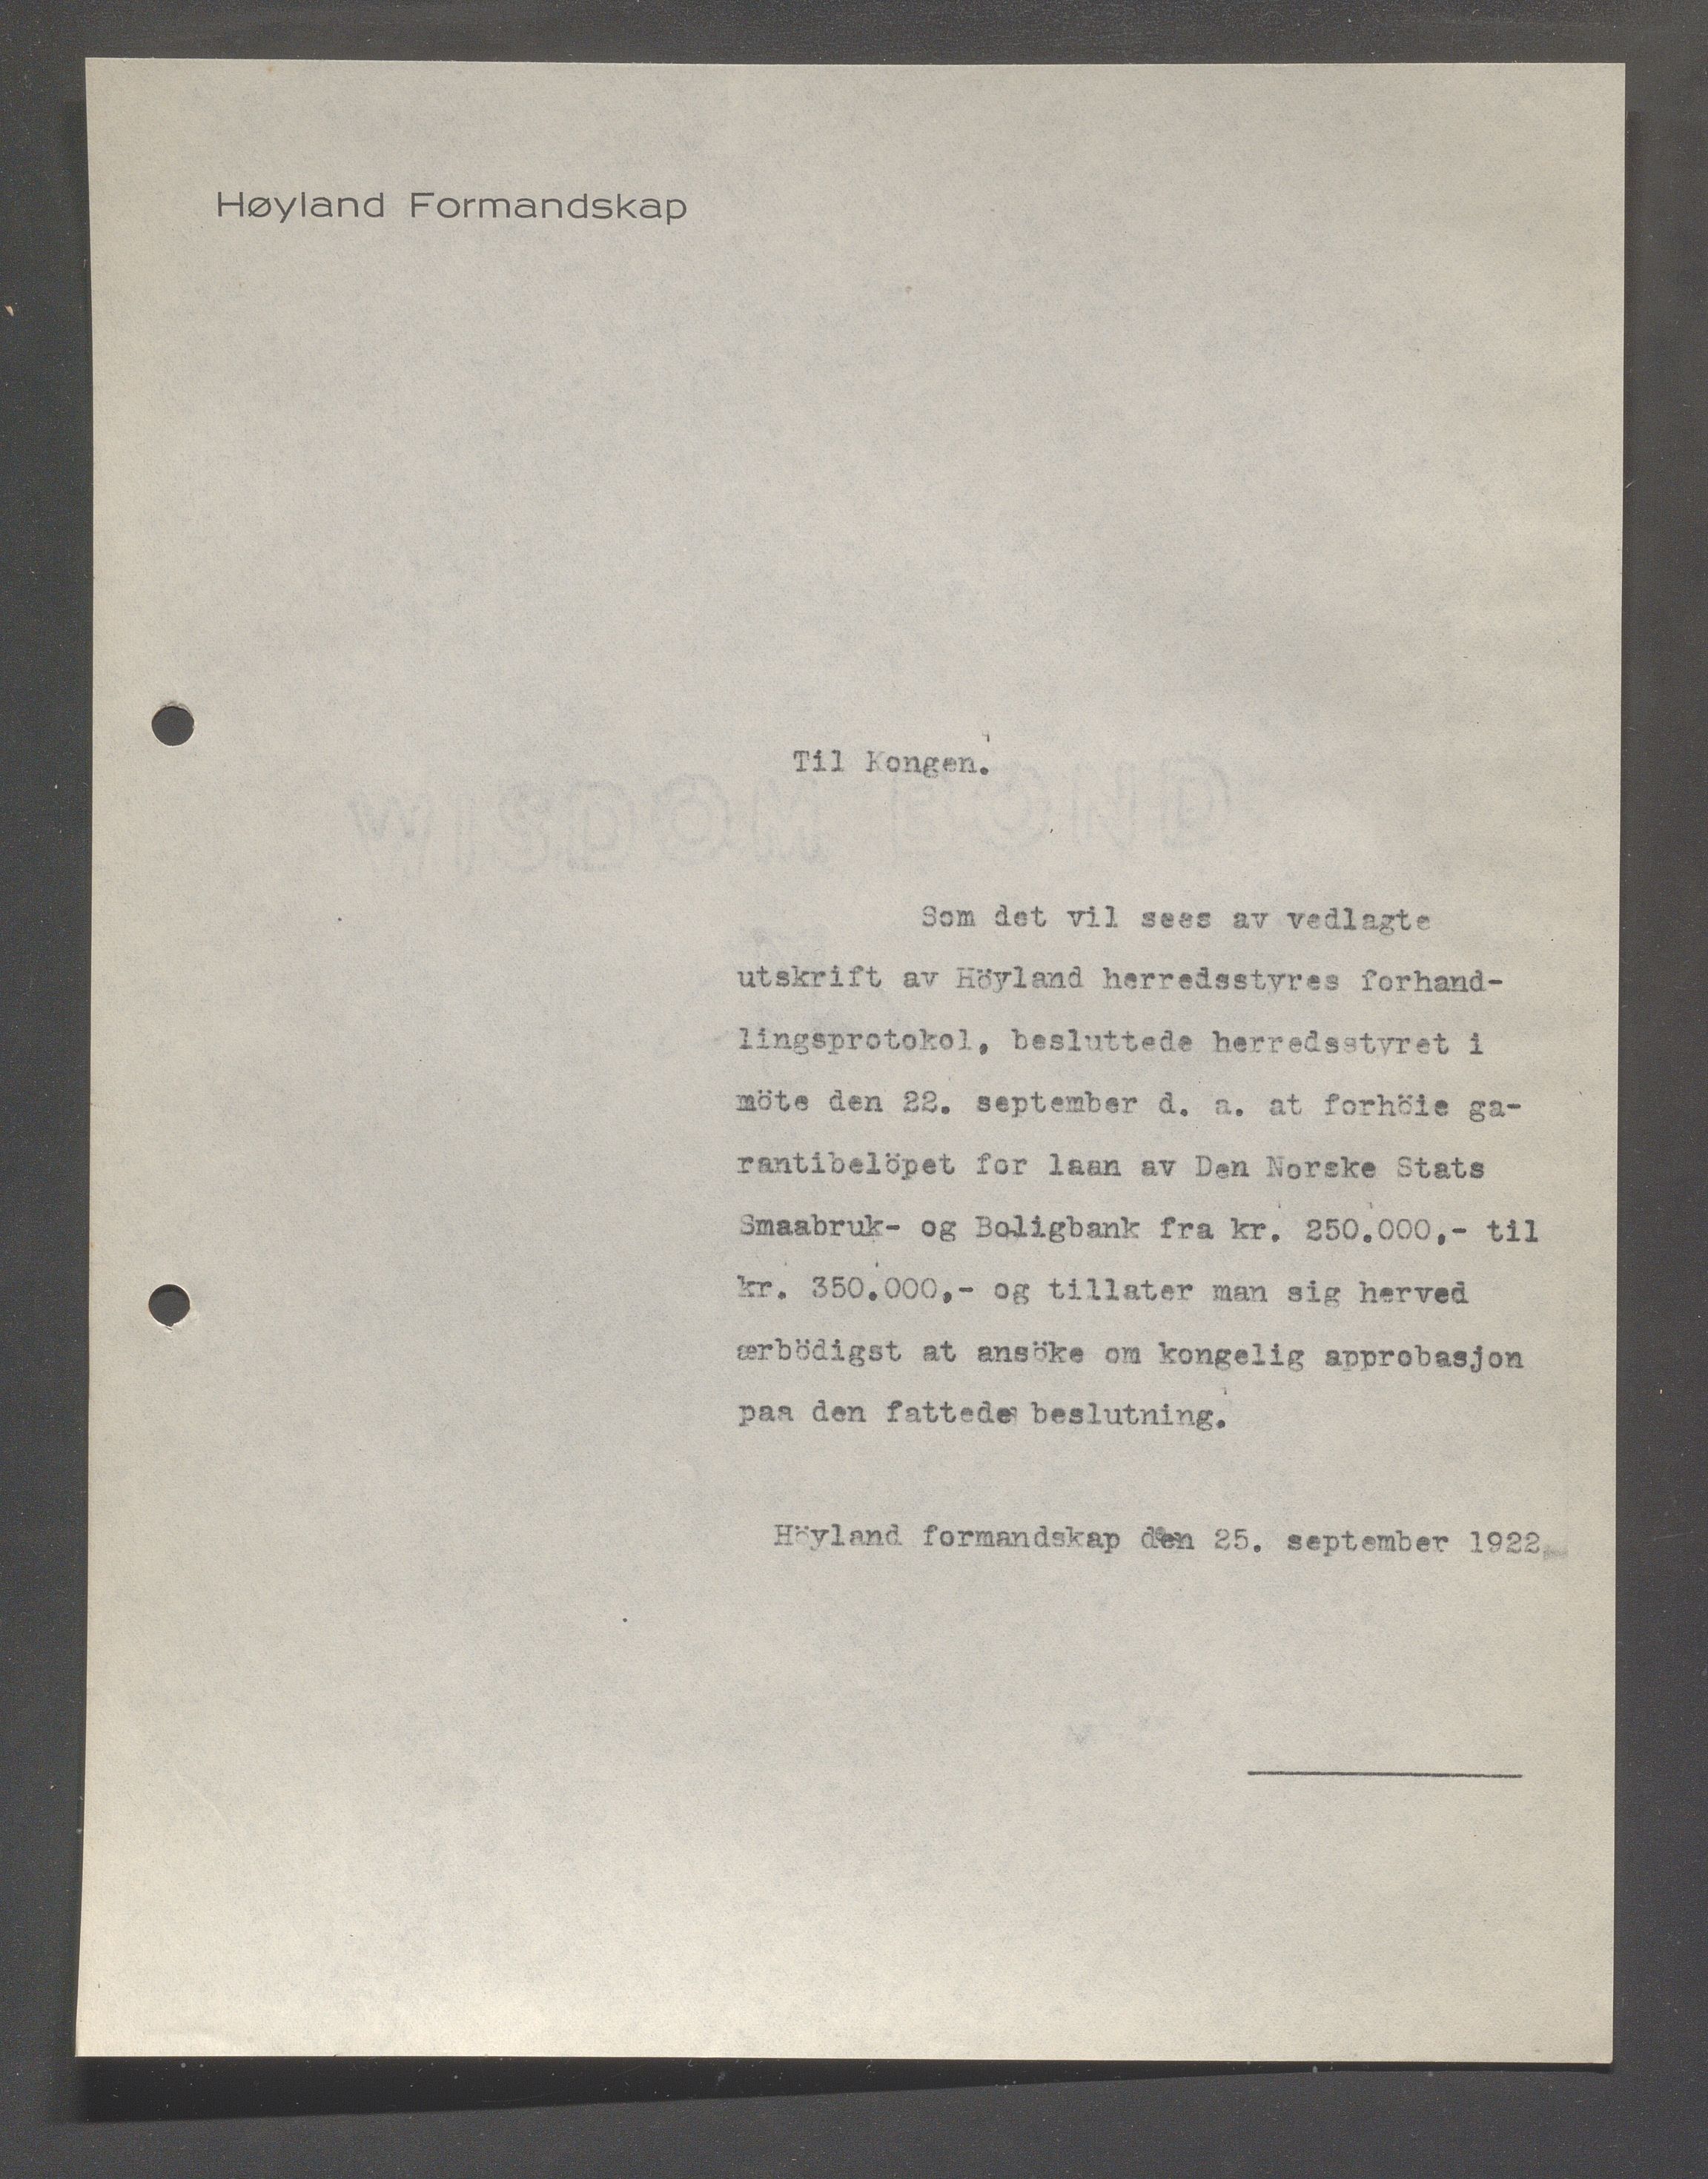 Høyland Formandskap
Til Kongen.
WISDOM BOND
Som det vil sees av vedlagte
utskrift av Höyland herredsstyres forhand-
lingsprotokol, besluttede herredsstyret i
möte den 22. september d. a. at forhöie ga-
rantibelöpet for laan av Den Norske Stats
Smaabruk- og Boligbank fra kr. 250.000,- til
kr. 350.000,- og tillater man sig herved
ærbödigst at ansöke om kongelig approbasjon
paa den fattede beslutning.
Höyland formandskap den 25. september 1922